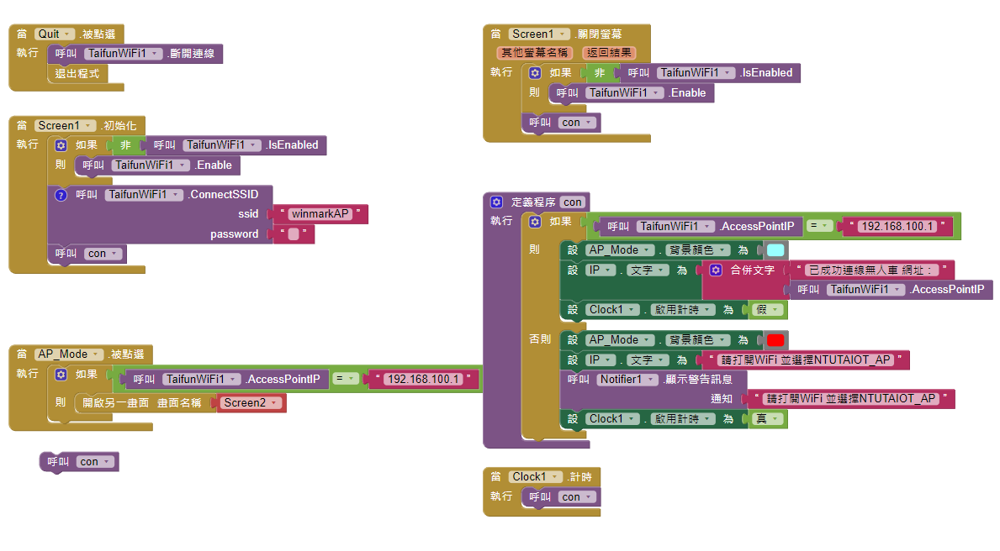 當 Quit .被點選
執行 呼叫 TaifunWiFi1 .斷開連線
退出程式
當 Screen1 .初始化
執行 如果 非 呼叫 TaifunWiFi1 .IsEnabled
則 呼叫 TaifunWiFi1 .Enable
呼叫 TaifunWiFi1 .ConnectSSID
ssid “ winmarkAP ”
password “ ”
呼叫 con
當 AP_Mode .被點選
執行 如果 呼叫 TaifunWiFi1 .AccessPointIP = “ 192.168.100.1 ”
則 開啟另一畫面 畫面名稱 Screen2
呼叫 con
當 Screen1 .關閉螢幕
其他螢幕名稱 返回結果
執行 如果 非 呼叫 TaifunWiFi1 .IsEnabled
則 呼叫 TaifunWiFi1 .Enable
呼叫 con
定義程序 con
執行 如果 呼叫 TaifunWiFi1 .AccessPointIP = “ 192.168.100.1 ”
則 設 AP_Mode . 背景顏色 為
設 IP . 文字 為 合併文字 “ 已成功連線無人車 網址： ”
呼叫 TaifunWiFi1 .AccessPointIP
設 Clock1 . 啟用計時 為 假
否則 設 AP_Mode . 背景顏色 為
設 IP . 文字 為 “ 請打開WiFi 並選擇NTUTAIOT_AP ”
呼叫 Notifier1 .顯示警告訊息
通知 “ 請打開WiFi 並選擇NTUTAIOT_AP ”
設 Clock1 . 啟用計時 為 真
當 Clock1 .計時
執行 呼叫 con